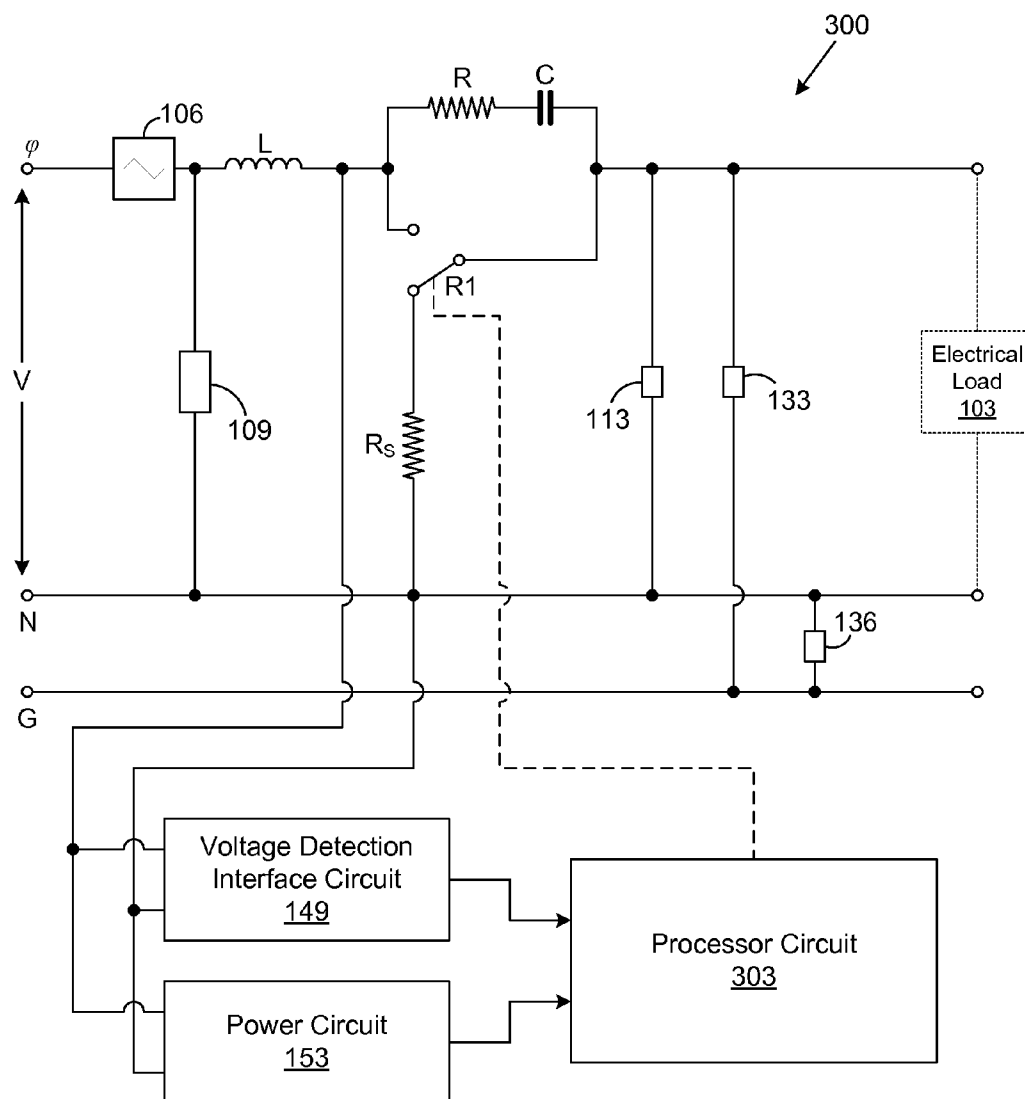 300
R
C
106
φ
L
R1
V
109
113
133
Electrical
Load
103
RS
N
136
G
Voltage Detection
Interface Circuit
149
Processor Circuit
303
Power Circuit
153